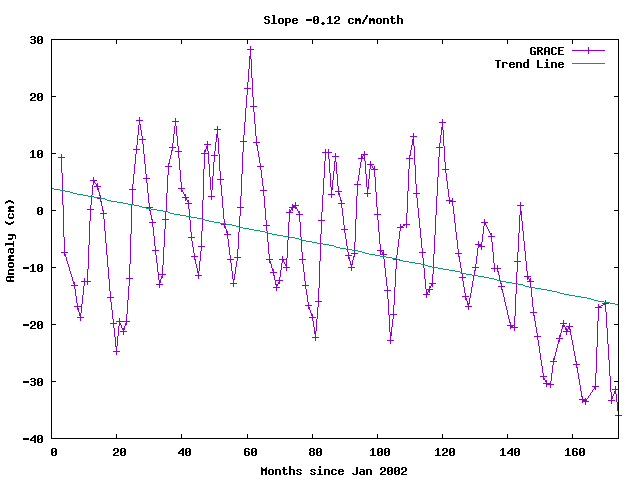 Slope -0.12 cm/month
GRACE
Trend Line
30
20
10
0
-10
-20
-30
-40
Anomaly (cm)
0 20 40 60 80 100 120 140 160
Months since Jan 2002